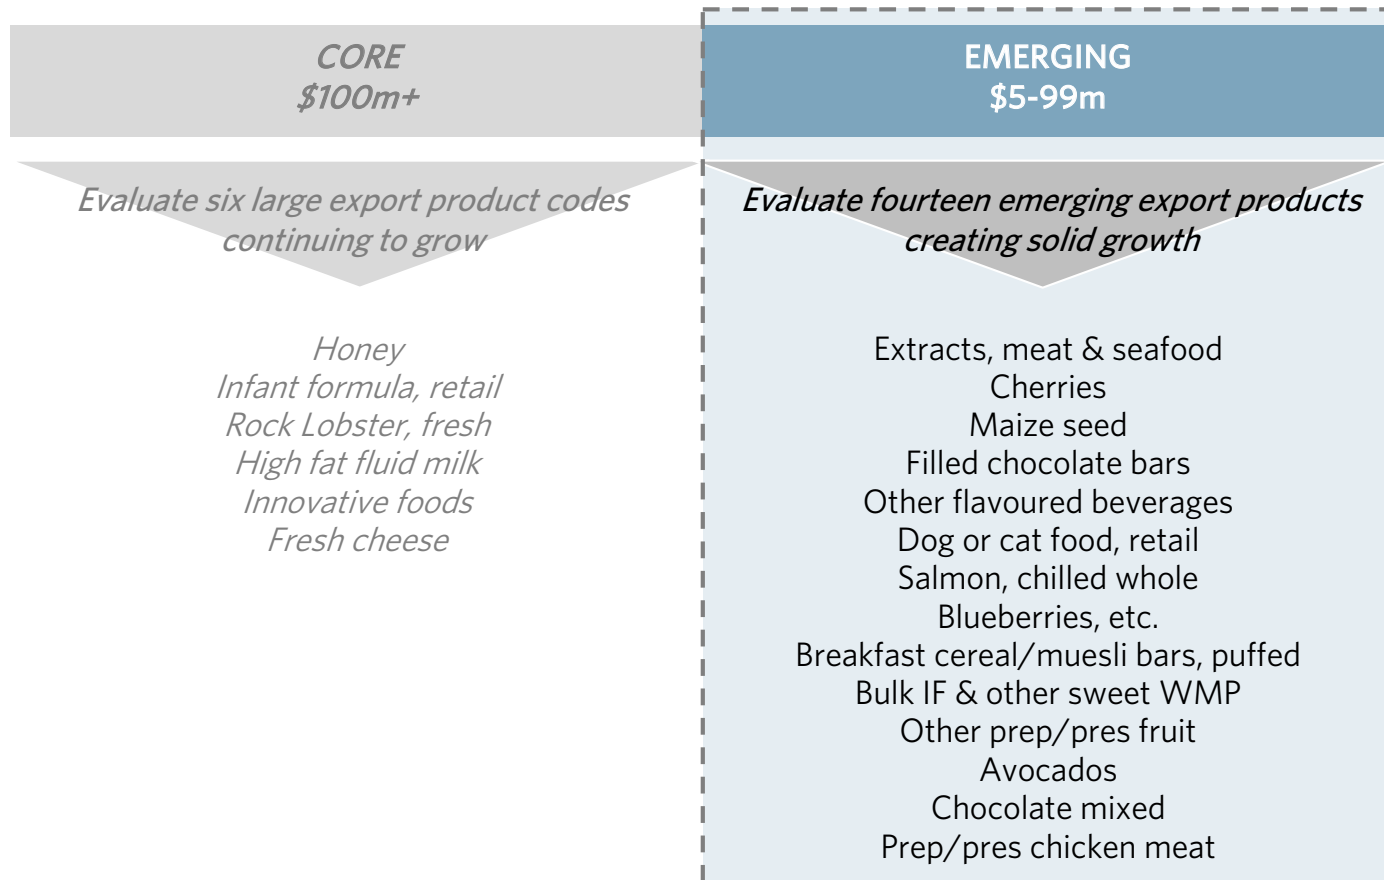 CORE
$100m+
Evaluate six large export product codes
continuing to grow
Honey
Infant formula, retail
Rock Lobster, fresh
High fat fluid milk
Innovative foods
Fresh cheese
EMERGING
$5-99m
Evaluate fourteen emerging export products
creating solid growth
Extracts, meat & seafood
Cherries
Maize seed
Filled chocolate bars
Other flavoured beverages
Dog or cat food, retail
Salmon, chilled whole
Blueberries, etc.
Breakfast cereal/muesli bars, puffed
Bulk IF & other sweet WMP
Other prep/pres fruit
Avocados
Chocolate mixed
Prep/pres chicken meat